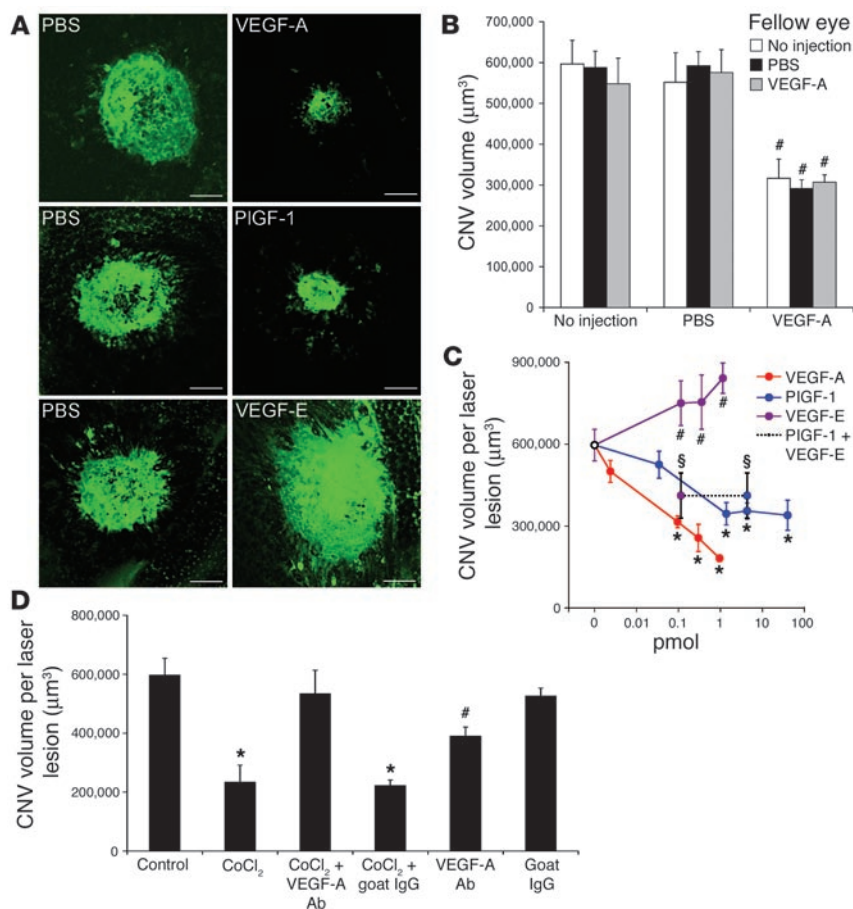 A
PBS
VEGF-A
PBS
PlGF-1
PBS
VEGF-E
B
Fellow eye
No injection
PBS
VEGF-A
CNV volume (μm³)
700,000
600,000
500,000
400,000
300,000
200,000
100,000
0
# # #
No injection
PBS
VEGF-A
C
CNV volume per laser
lesion (μm³)
900,000
600,000
300,000
0
VEGF-A
PlGF-1
VEGF-E
PlGF-1 +
VEGF-E
# # #
§ §
* * * * * *
0 0.01 0.1 1 10 100
pmol
D
CNV volume per laser
lesion (μm³)
800,000
600,000
400,000
200,000
0
* * #
Control
CoCl₂
CoCl₂ +
VEGF-A
Ab
CoCl₂ +
goat IgG
VEGF-A
Ab
Goat
IgG